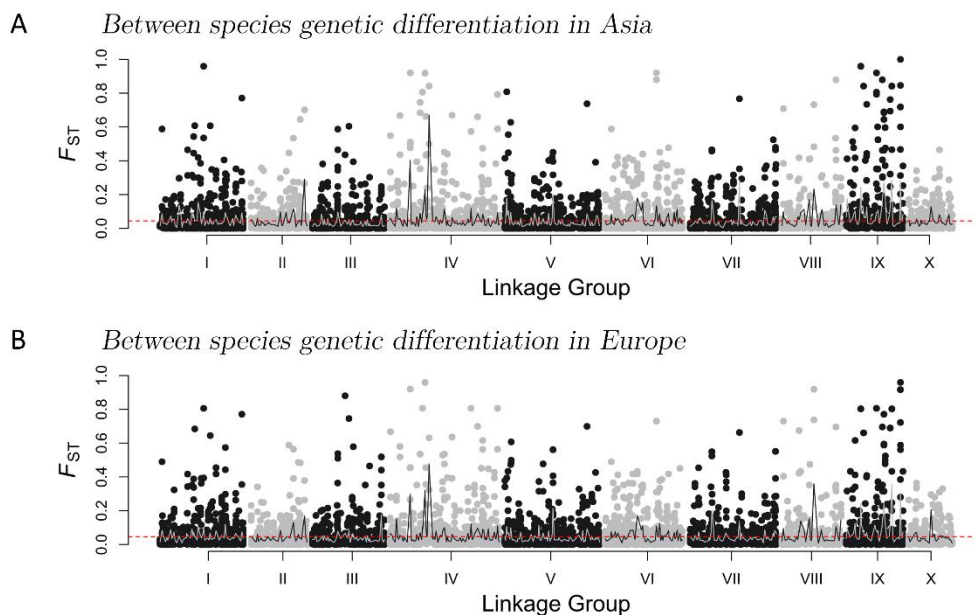 A Between species genetic differentiation in Asia
1.0
0.8
0.6
0.4
0.2
0.0
FST
I II III IV V VI VII VIII IX X
Linkage Group
B Between species genetic differentiation in Europe
1.0
0.8
0.6
0.4
0.2
0.0
FST
I II III IV V VI VII VIII IX X
Linkage Group